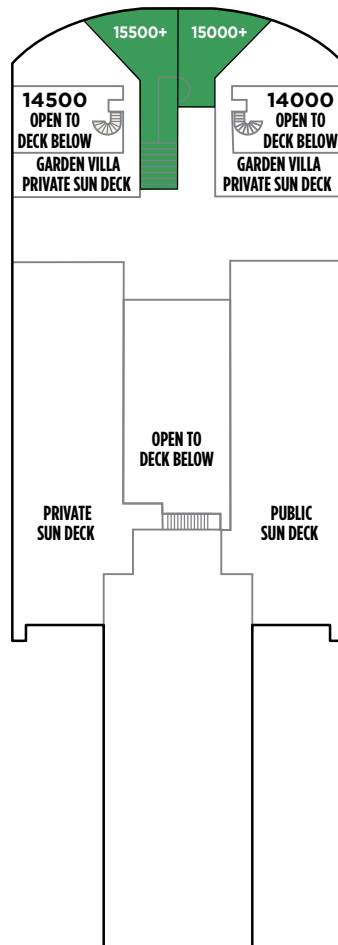 15500+
15000+
14500
OPEN TO
DECK BELOW
GARDEN VILLA
PRIVATE SUN DECK
14000
OPEN TO
DECK BELOW
GARDEN VILLA
PRIVATE SUN DECK
OPEN TO
DECK BELOW
PRIVATE
SUN DECK
PUBLIC
SUN DECK